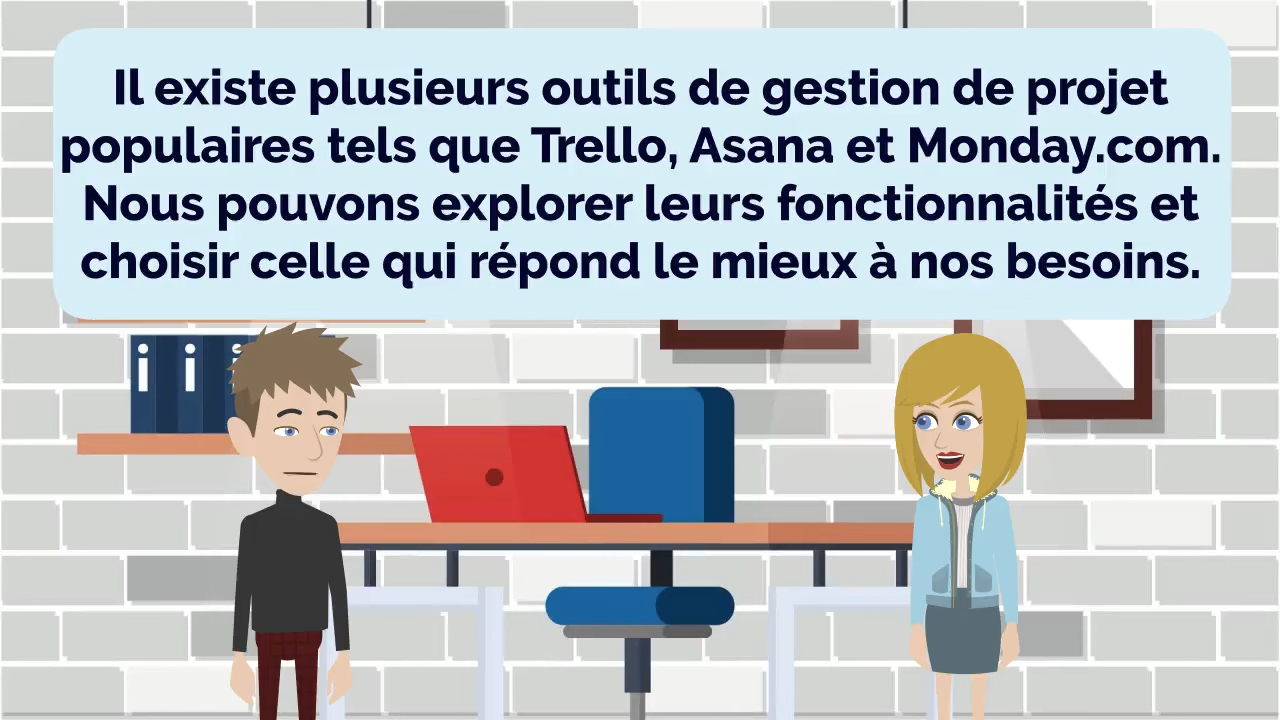 Il existe plusieurs outils de gestion de projet
populaires tels que Trello, Asana et Monday.com.
Nous pouvons explorer leurs fonctionnalités et
choisir celle qui répond le mieux à nos besoins.